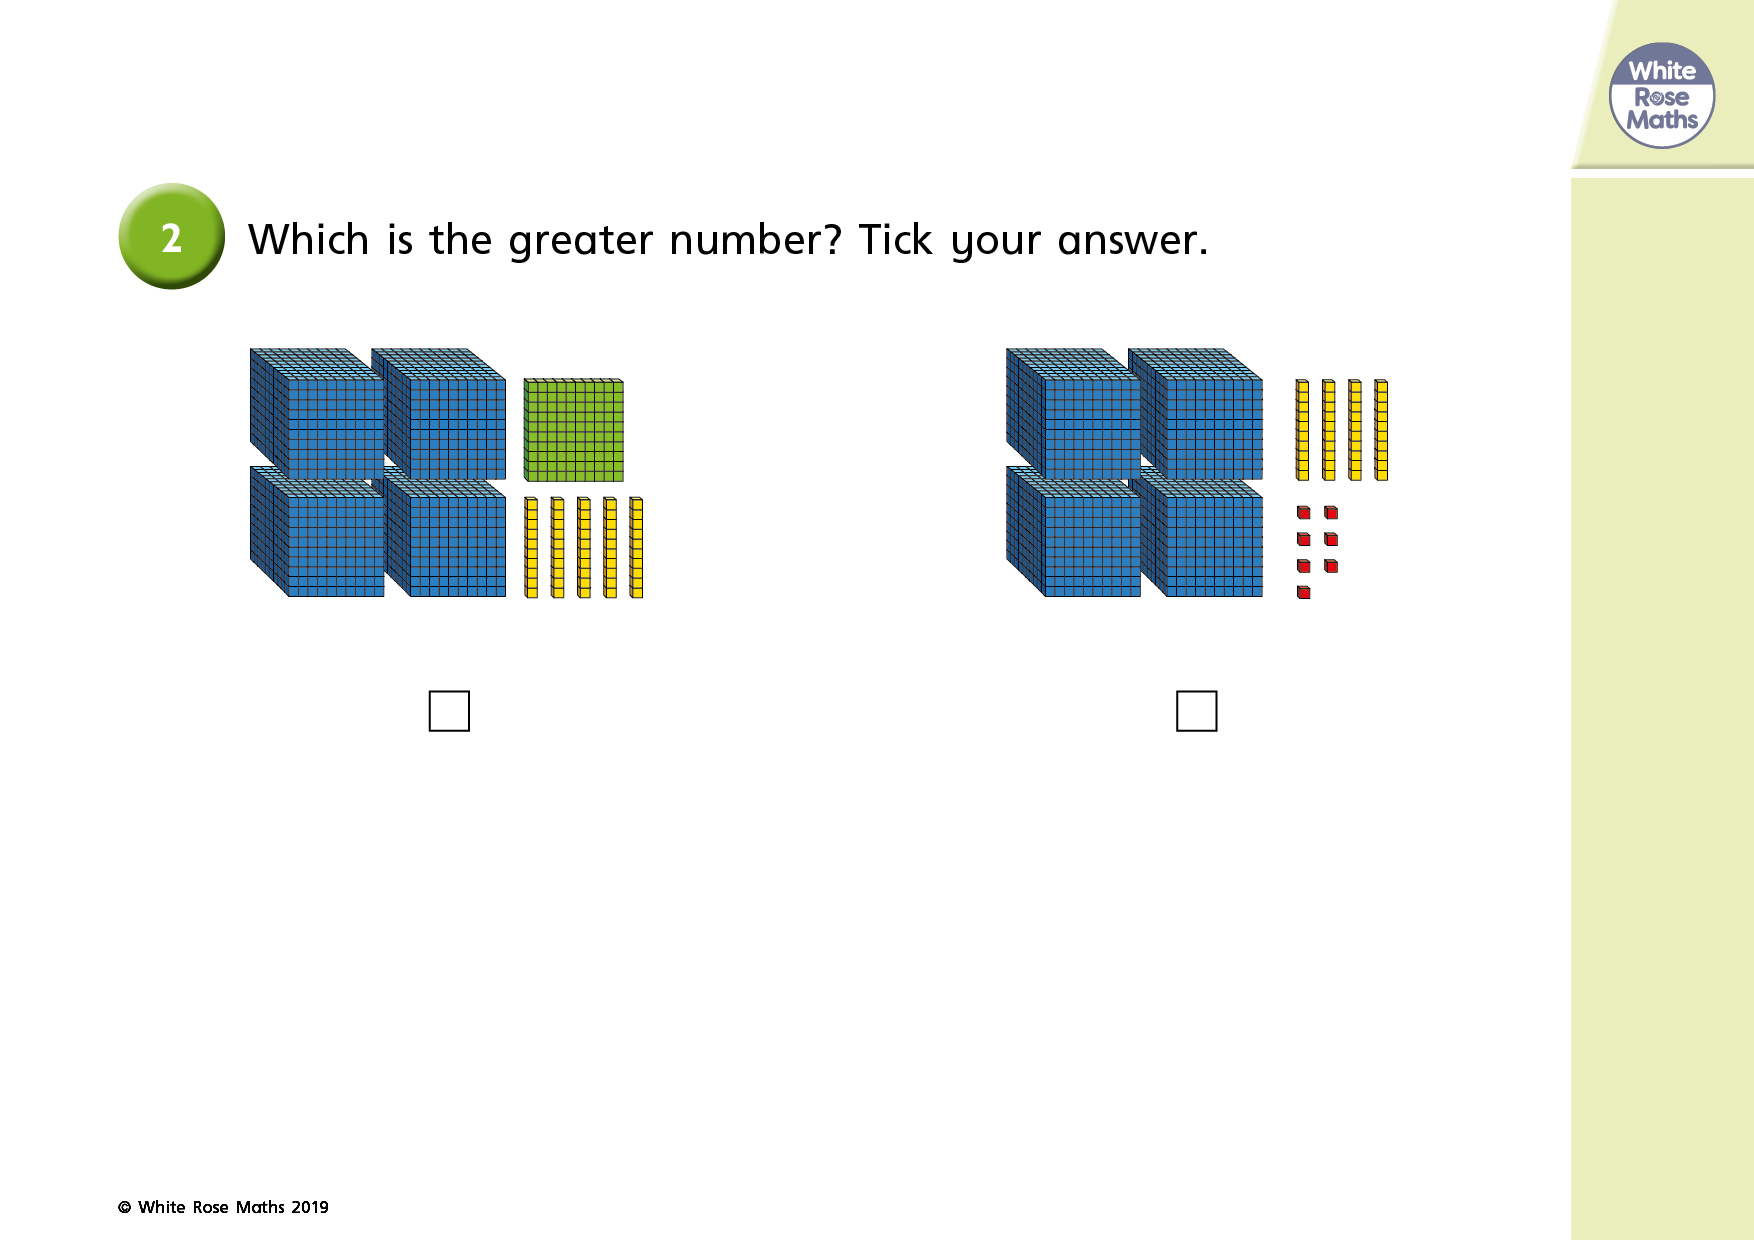 White
Rose
Maths
2 Which is the greater number? Tick your answer.
© White Rose Maths 2019